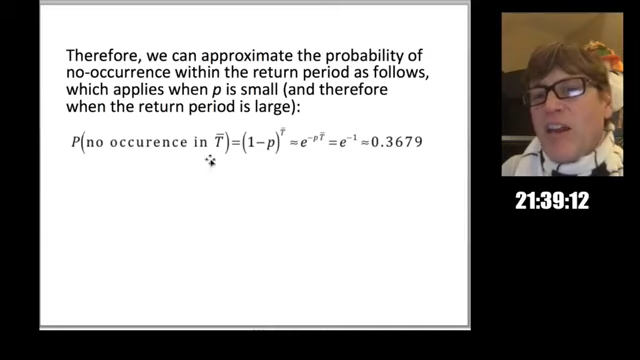 Therefore, we can approximate the probability of
no-occurrence within the return period as follows,
which applies when p is small (and therefore
when the return period is large):
P(no occurence in T̅)=(1−p)^T̅ ≈e^−pT̅ =e^−1 ≈0.3679
21:39:12